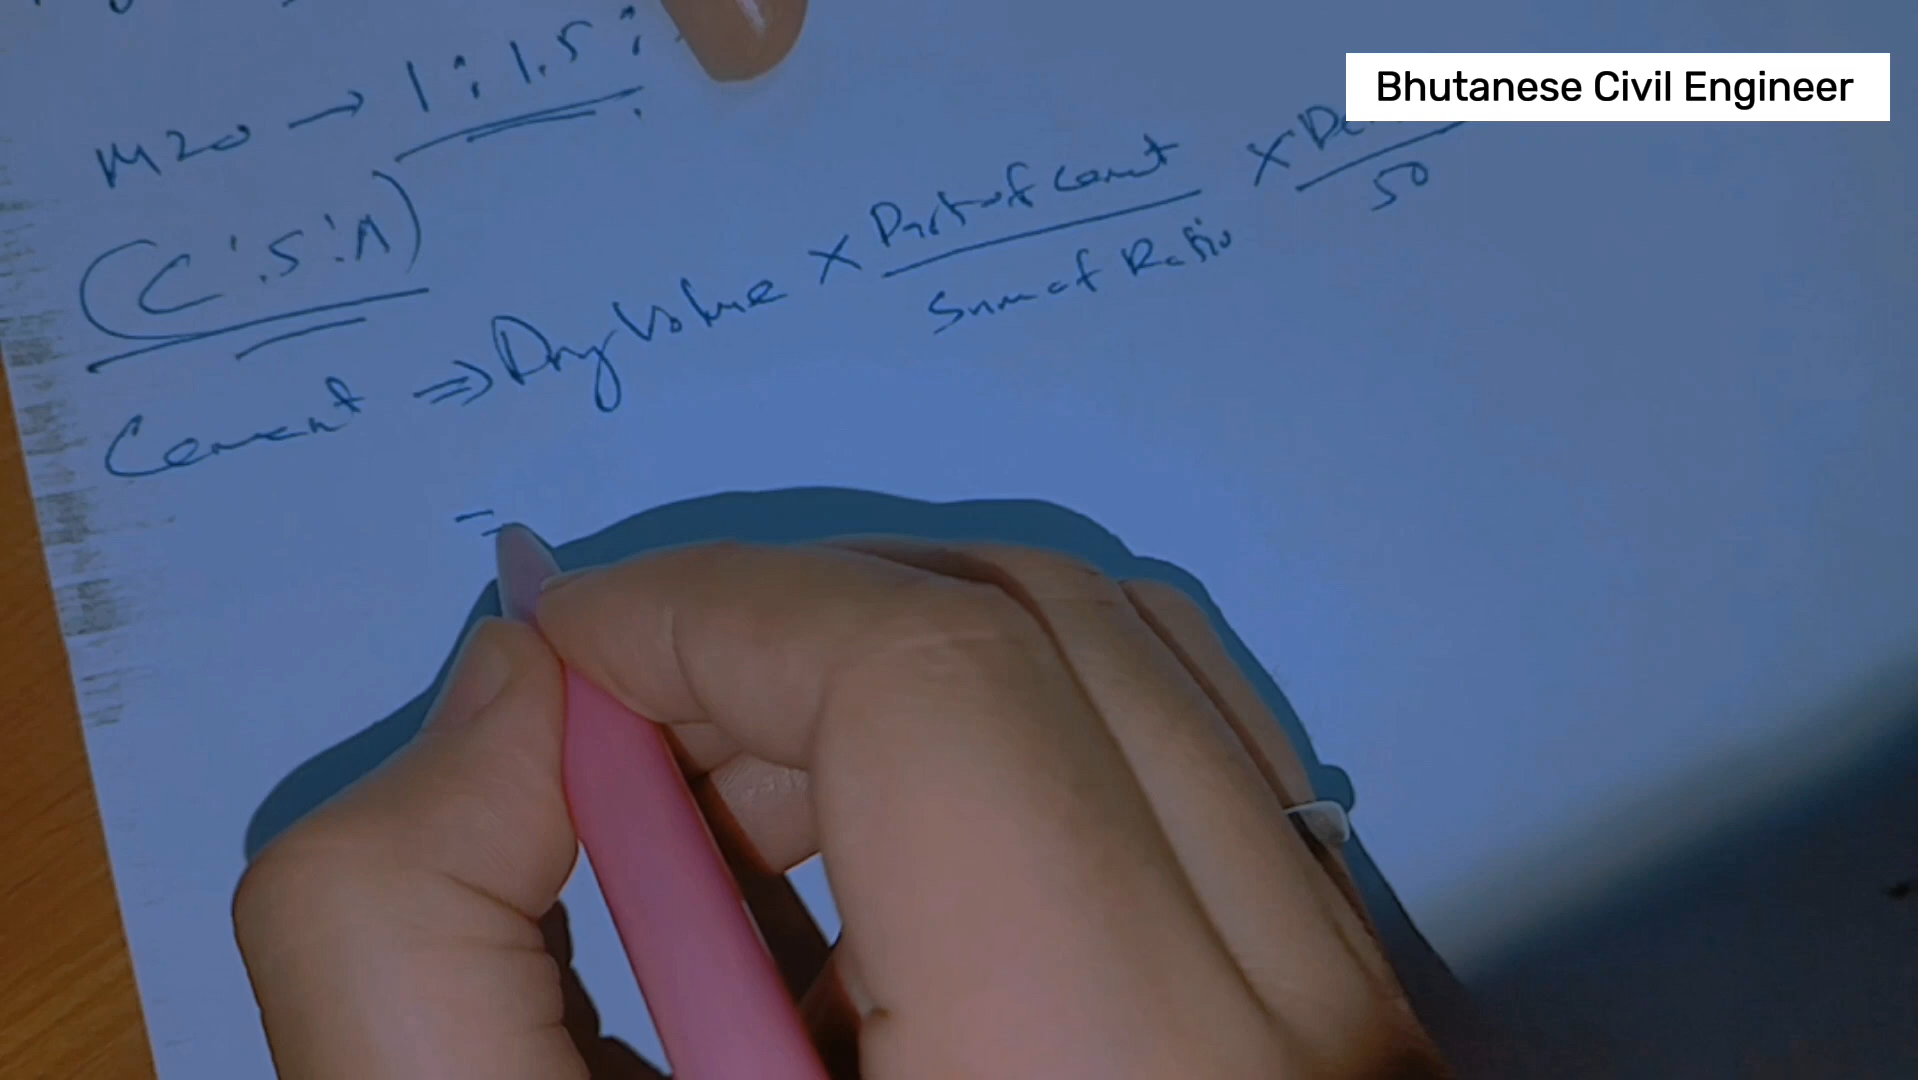 M20 → 1 : 1.5 :
(C : S : A)
Cement ⇒ Dry Volume × Part of Cement / Sum of Ratio × / 50
=
Bhutanese Civil Engineer